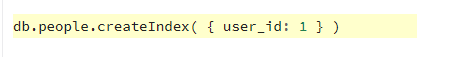 db.people.createIndex( { user_id: 1 } )